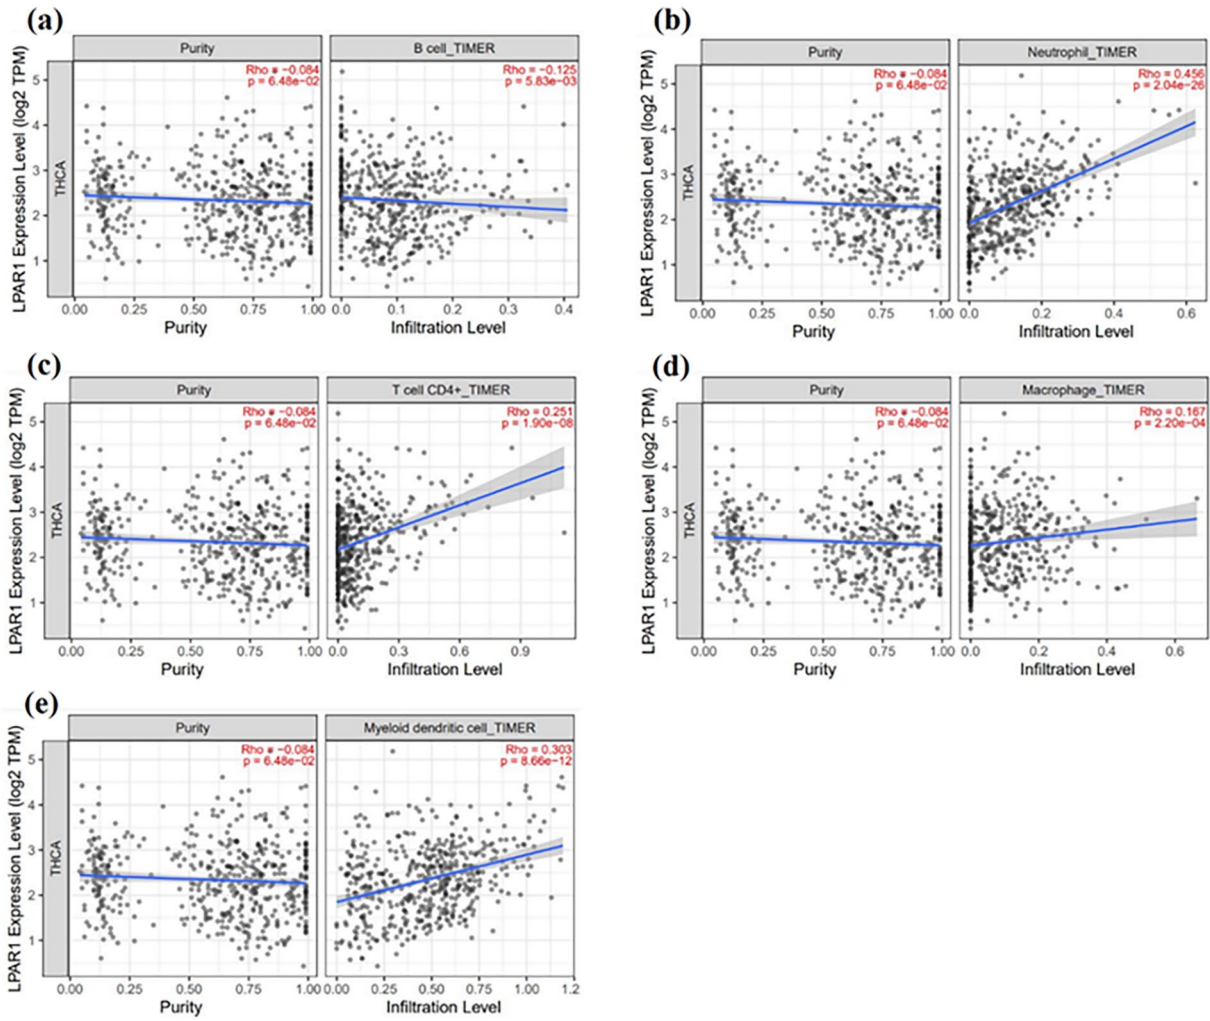 (a)
Purity
B cell_TIMER
Rho = −0.084
p = 6.48e−02
Rho = −0.125
p = 5.83e−03
LPAR1 Expression Level (log2 TPM)
THCA
5
4
3
2
1
0.00 0.25 0.50 0.75 1.00
0.0 0.1 0.2 0.3 0.4
Purity
Infiltration Level
(b)
Purity
Neutrophil_TIMER
Rho = −0.084
p = 6.48e−02
Rho = 0.456
p = 2.04e−26
LPAR1 Expression Level (log2 TPM)
THCA
5
4
3
2
1
0.00 0.25 0.50 0.75 1.00
0.0 0.2 0.4 0.6
Purity
Infiltration Level
(c)
Purity
T cell CD4+_TIMER
Rho = −0.084
p = 6.48e−02
Rho = 0.251
p = 1.90e−08
LPAR1 Expression Level (log2 TPM)
THCA
5
4
3
2
1
0.00 0.25 0.50 0.75 1.00
0.0 0.3 0.6 0.9
Purity
Infiltration Level
(d)
Purity
Macrophage_TIMER
Rho = −0.084
p = 6.48e−02
Rho = 0.167
p = 2.20e−04
LPAR1 Expression Level (log2 TPM)
THCA
5
4
3
2
1
0.00 0.25 0.50 0.75 1.00
0.0 0.2 0.4 0.6
Purity
Infiltration Level
(e)
Purity
Myeloid dendritic cell_TIMER
Rho = −0.084
p = 6.48e−02
Rho = 0.303
p = 8.66e−12
LPAR1 Expression Level (log2 TPM)
THCA
5
4
3
2
1
0.00 0.25 0.50 0.75 1.00
0.00 0.25 0.50 0.75 1.00 1.2
Purity
Infiltration Level